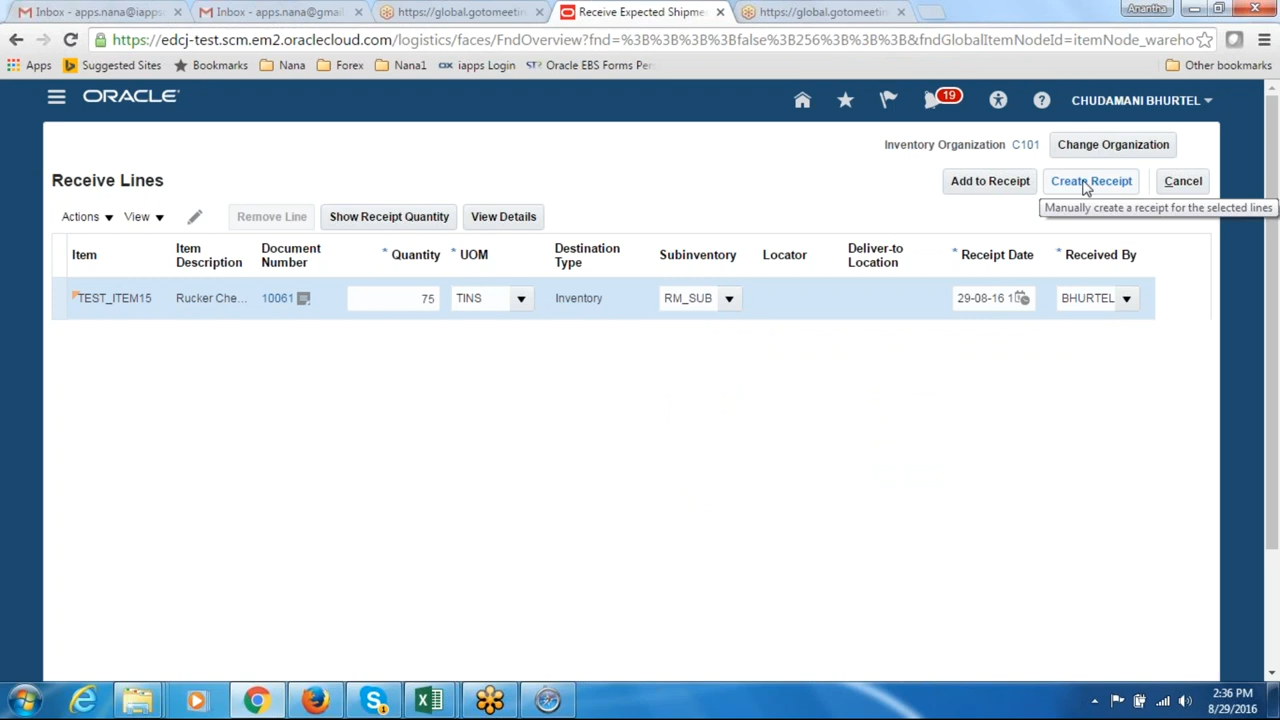 Inbox - apps.nana@iapps
Inbox - apps.nana@gmail
https://global.gotomeetin
Receive Expected Shipme
https://global.gotomeetin
Anantha
https://edcj-test.scm.em2.oraclecloud.com/logistics/faces/FndOverview?fnd=%3B%3B%3B%3Bfalse%3B256%3B%3B%3B&fndGlobalItemNodeId=itemNode_wareho
Apps Suggested Sites Bookmarks Nana Forex Nana1 iapps Login Oracle EBS Forms Per Other bookmarks
ORACLE 19 CHUDAMANI BHURTEL
Inventory Organization C101 Change Organization
Receive Lines Add to Receipt Create Receipt Cancel
Manually create a receipt for the selected lines
Actions View Remove Line Show Receipt Quantity View Details
Item Item Description Document Number * Quantity * UOM Destination Type Subinventory Locator Deliver-to Location * Receipt Date * Received By
TEST_ITEM15 Rucker Che... 10061 75 TINS Inventory RM_SUB 29-08-16 1 BHURTEL
2:36 PM
8/29/2016